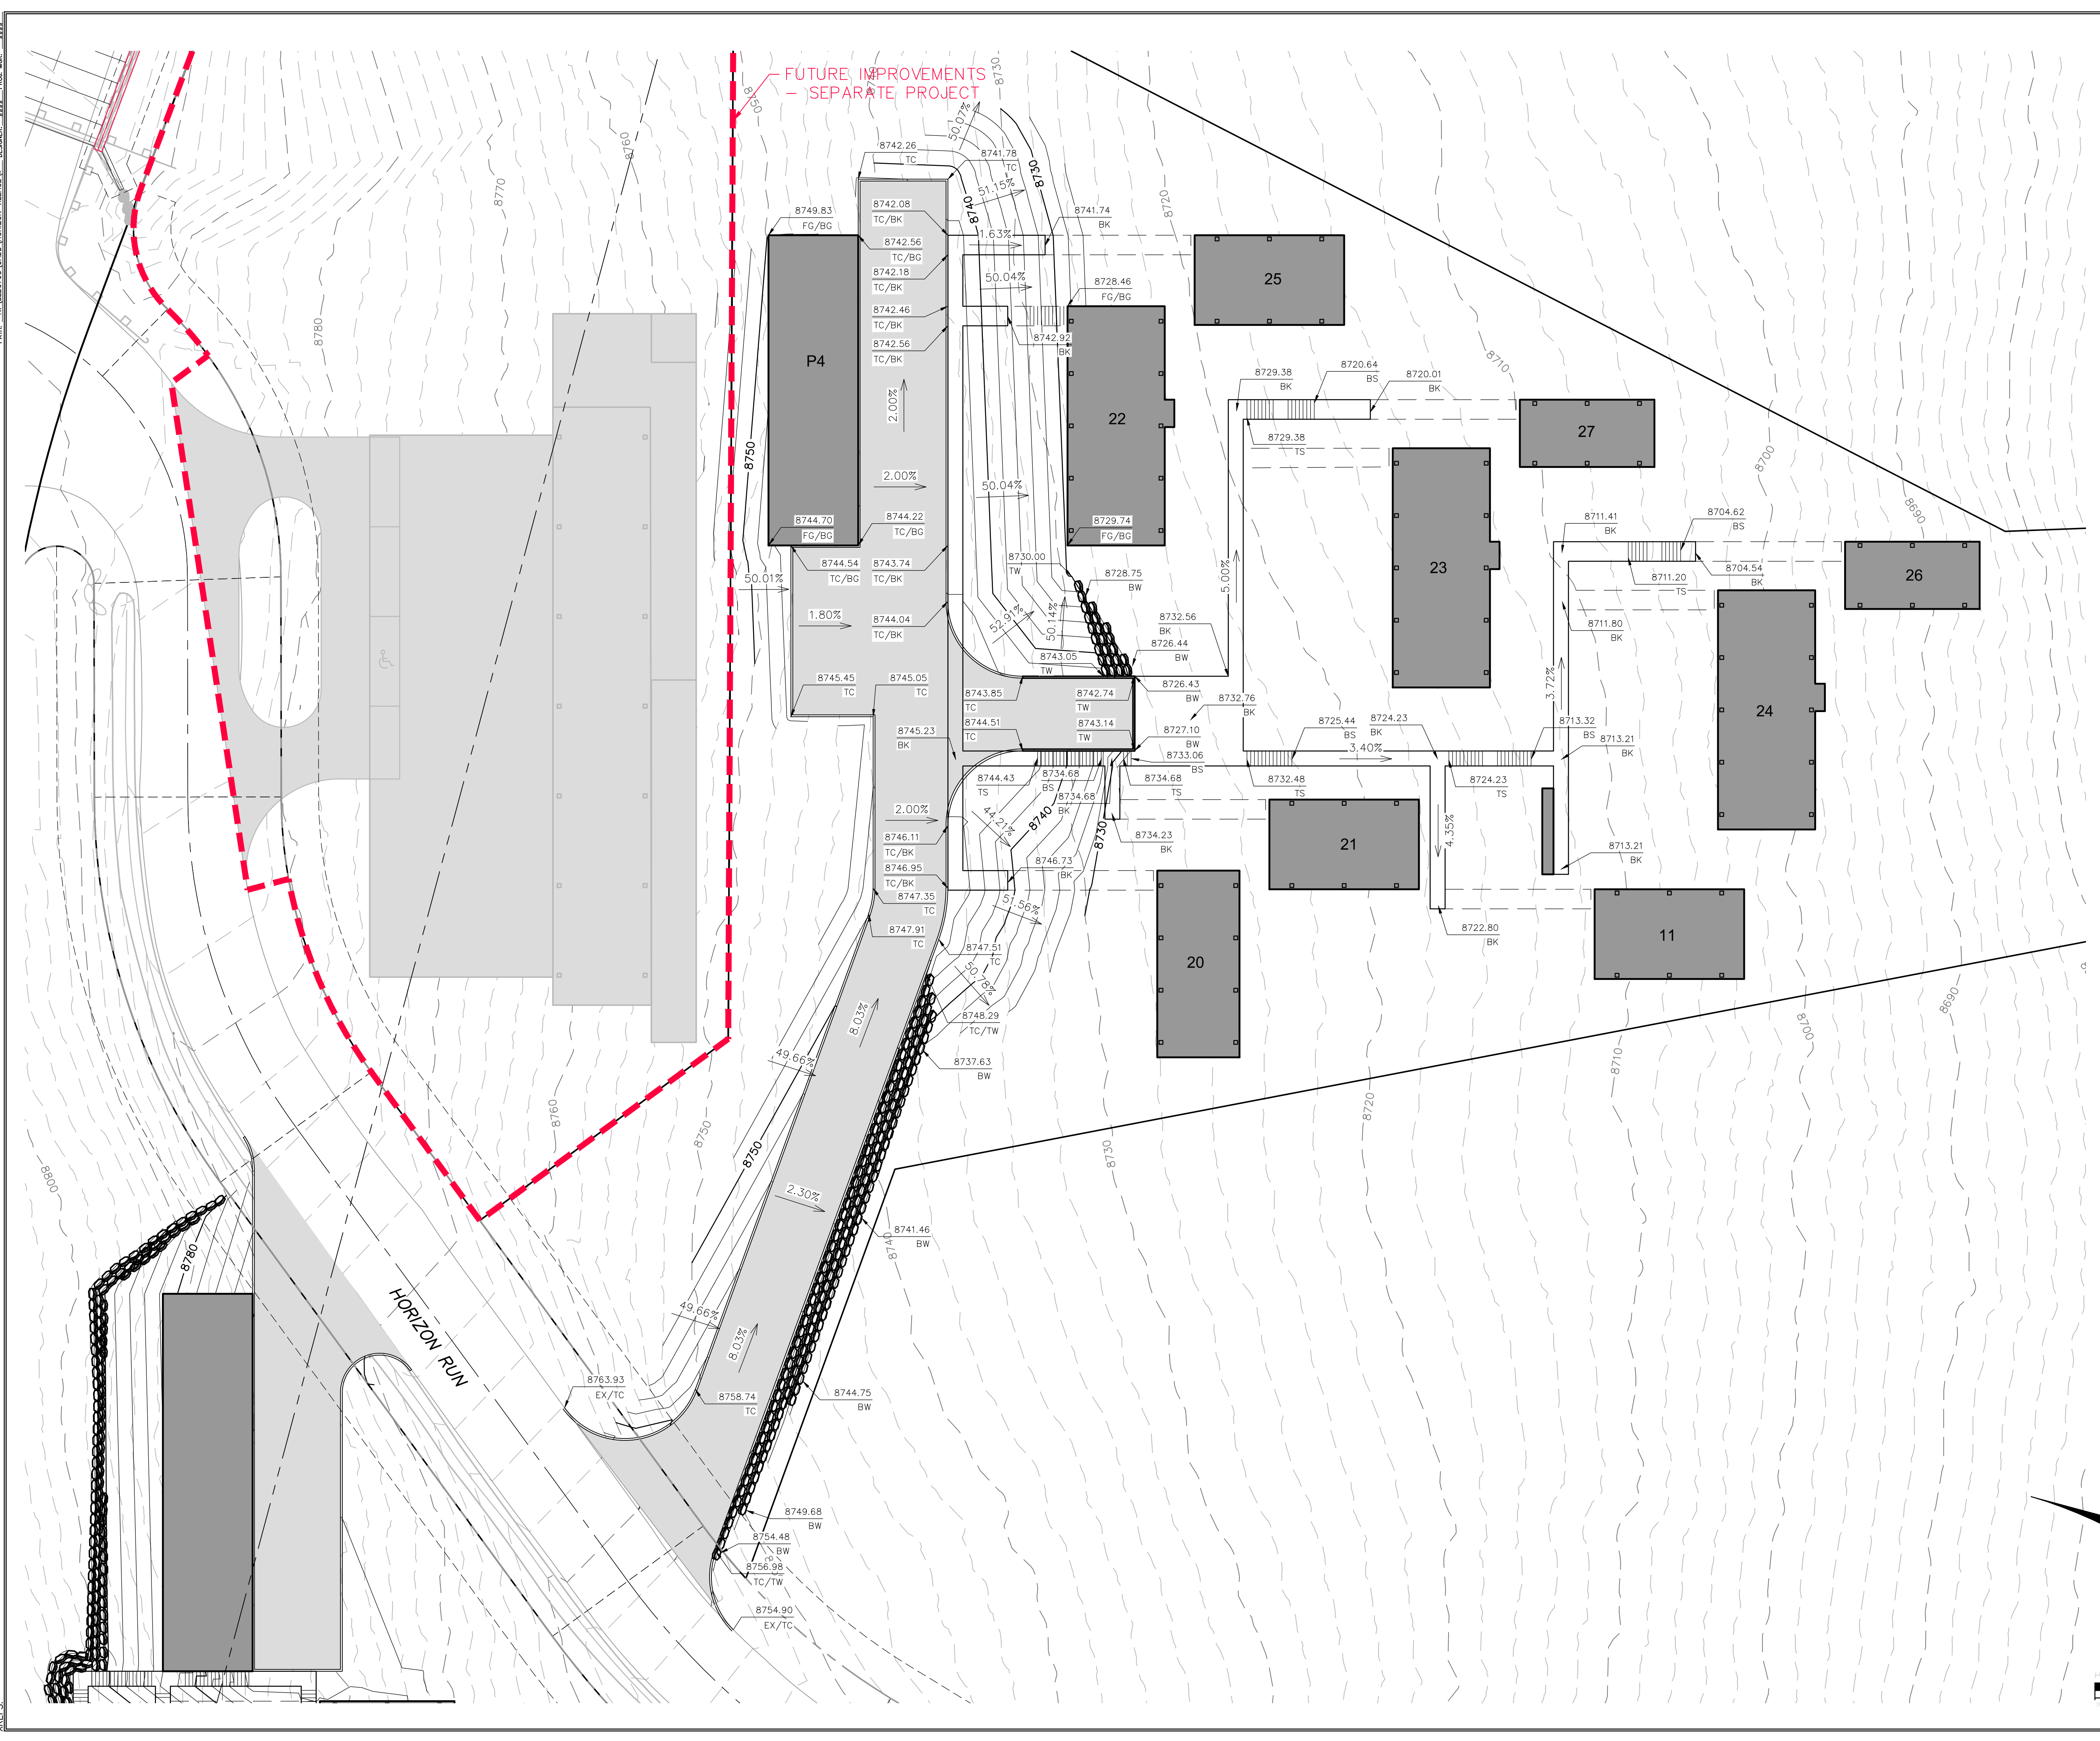 FUTURE IMPROVEMENTS
- SEPARATE PROJECT
8750
8740
8730
50.07%
8760
8770
8780
8742.26
TC
8741.78
TC
51.15%
8730
8740
8720
8749.83
FG/BG
8742.08
TC/BK
8741.74
BK
1.63%
8742.56
TC/BG
8742.18
TC/BK
50.04%
25
8728.46
FG/BG
8742.46
TC/BK
8742.56
TC/BK
8742.92
BK
P4
2.00%
22
8710
8729.38
BK
8720.64
BS
8720.01
BK
27
8729.38
TS
8750
2.00%
50.04%
8700
8690
23
8744.70
FG/BG
8744.22
TC/BG
8729.74
FG/BG
8711.41
BK
8704.62
BS
8730.00
TW
8744.54
TC/BG
8743.74
TC/BK
8728.75
BW
5.00%
8711.20
TS
8704.54
BK
26
50.01%
1.80%
8744.04
TC/BK
52.91%
50.14%
8732.56
BK
8711.80
BK
8726.44
BW
8743.05
TW
8745.45
TC
8745.05
TC
8743.85
TC
8742.74
TW
8726.43
BW
8732.76
BK
3.72%
24
8744.51
TC
8743.14
TW
8745.23
BK
8727.10
BW
8725.44
BS
8724.23
BK
8713.32
BS
8713.21
BK
3.40%
8733.06
BS
8744.43
TS
8734.68
BS
8734.68
TS
8732.48
TS
8724.23
TS
8734.68
BK
2.00%
44.21%
8740
8730
8734.23
BK
21
4.35%
8746.11
TC/BK
8746.73
BK
8713.21
BK
8746.95
TC/BK
8747.35
TC
51.56%
8722.80
BK
11
8747.91
TC
8747.51
TC
20
50.78%
8690
8700
8710
8720
8730
8740
8.03%
8748.29
TC/TW
49.66%
8737.63
BW
8760
8750
8750
8800
2.30%
8741.46
BW
8780
HORIZON RUN
49.66%
8.03%
8763.93
EX/TC
8758.74
TC
8744.75
BW
8749.68
BW
8754.48
BW
8756.98
TC/TW
8754.90
EX/TC